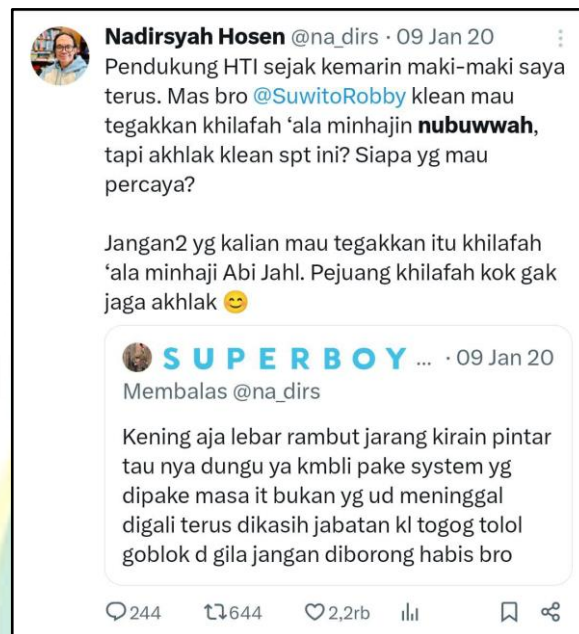 Nadirsyah Hosen @na_dirs · 09 Jan 20
Pendukung HTI sejak kemarin maki-maki saya
terus. Mas bro @SuwitoRobby klean mau
tegakkan khilafah ‘ala minhajin nubuwwah,
tapi akhlak klean spt ini? Siapa yg mau
percaya?
Jangan2 yg kalian mau tegakkan itu khilafah
‘ala minhaji Abi Jahl. Pejuang khilafah kok gak
jaga akhlak 😊
S U P E R B O Y ... · 09 Jan 20
Membalas @na_dirs
Kening aja lebar rambut jarang kirain pintar
tau nya dungu ya kmbli pake system yg
dipake masa it bukan yg ud meninggal
digali terus dikasih jabatan kl togog tolol
goblok d gila jangan diborong habis bro
244 644 2,2rb